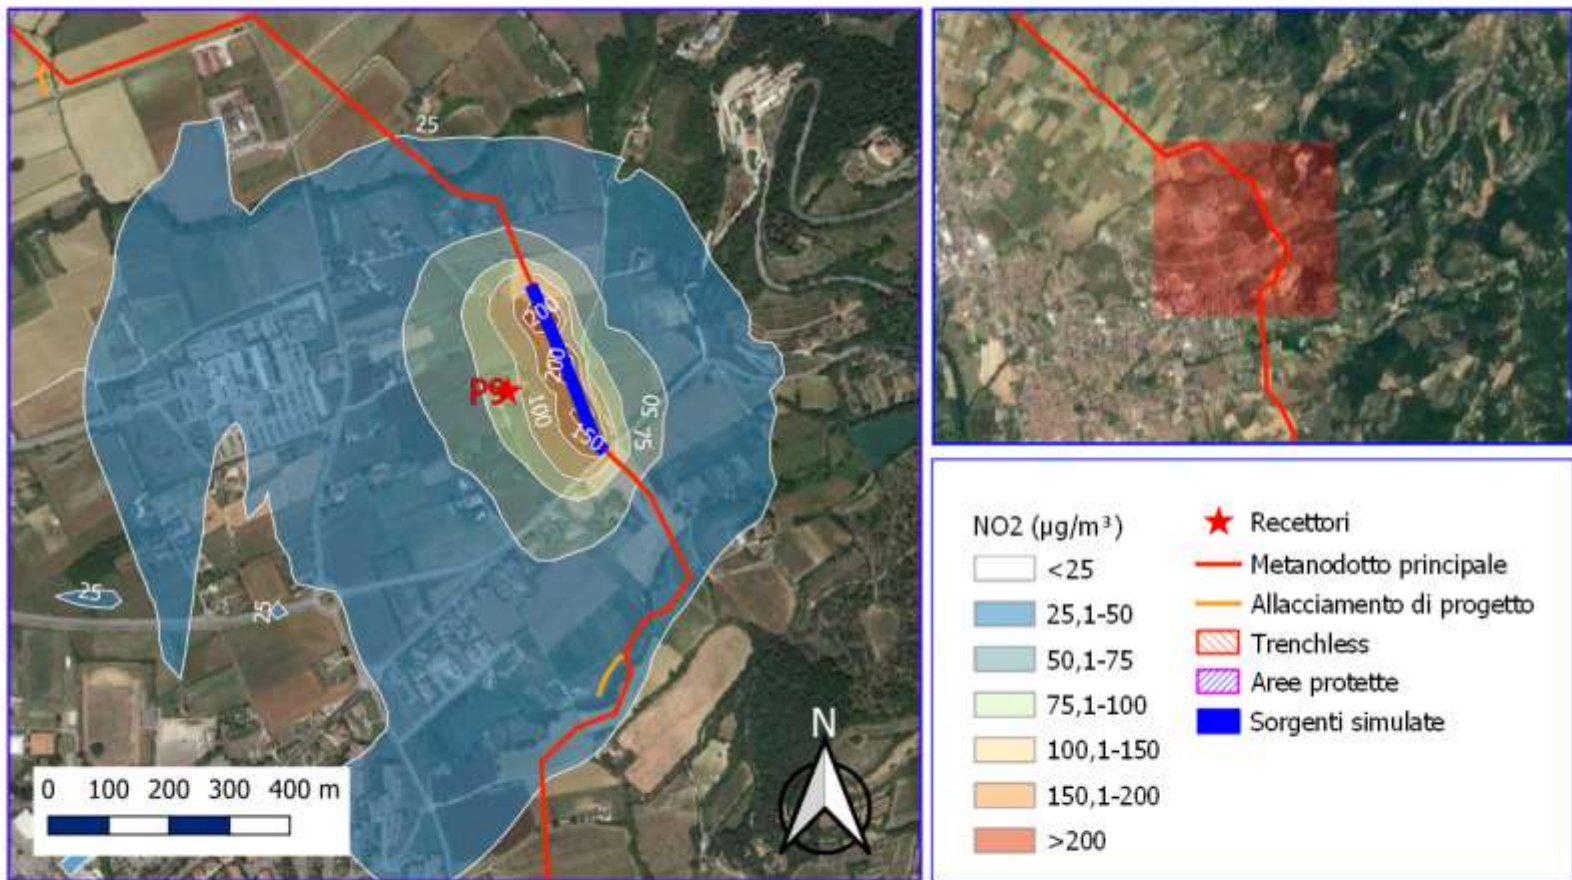 25
200
200
P9
100
150
50
75
25
25
N
0 100 200 300 400 m
NO2 (µg/m³)
<25
25,1-50
50,1-75
75,1-100
100,1-150
150,1-200
>200
Recettori
Metanodotto principale
Allacciamento di progetto
Trenchless
Aree protette
Sorgenti simulate